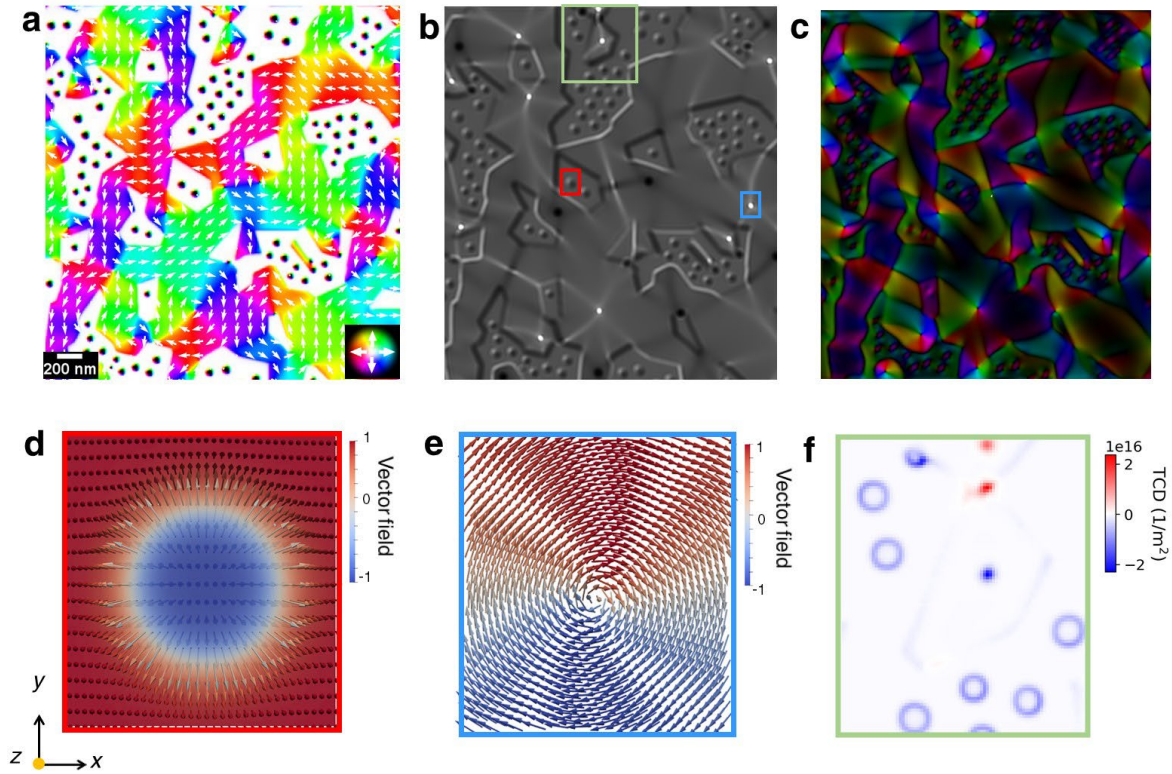 a
b
c
200 nm
d
1
0
-1
Vector field
e
1
0
-1
Vector field
f
1e16
2
0
−2
TCD (1/m²)
y
z
x